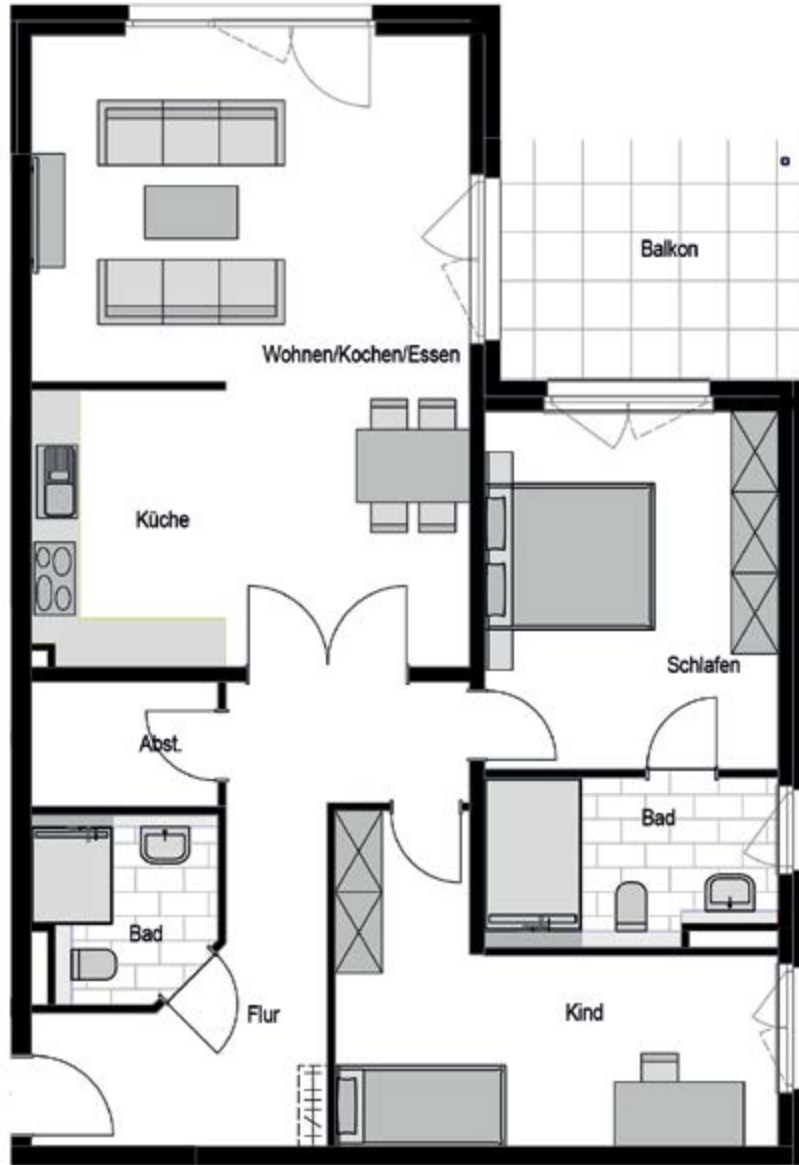 Balkon
Wohnen/Kochen/Essen
Küche
Schlafen
Abst.
Bad
Bad
Flur
Kind